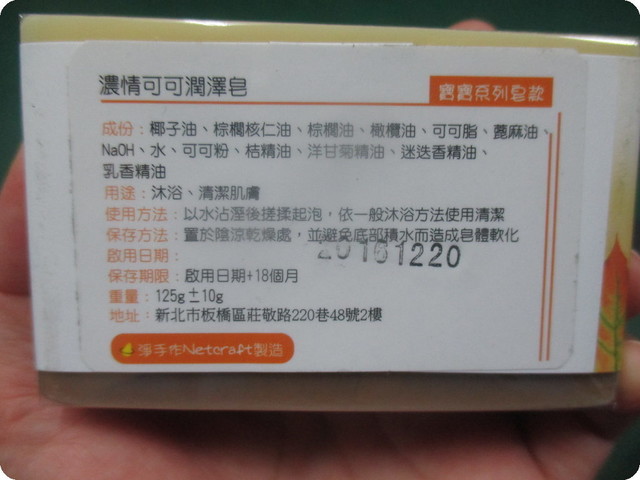 濃情可可潤澤皂
寶寶系列皂款
成份：椰子油、棕櫚核仁油、棕櫚油、橄欖油、可可脂、蓖麻油、
NaOH、水、可可粉、桔精油、洋甘菊精油、迷迭香精油、
乳香精油
用途：沐浴、清潔肌膚
使用方法：以水沾溼後搓揉起泡，依一般沐浴方法使用清潔
保存方法：置於陰涼乾燥處，並避免底部積水而造成皂體軟化
啟用日期：
20161220
保存期限：啟用日期+18個月
重量：125g±10g
地址：新北市板橋區莊敬路220巷48號2樓
淨手作Netcraft製造